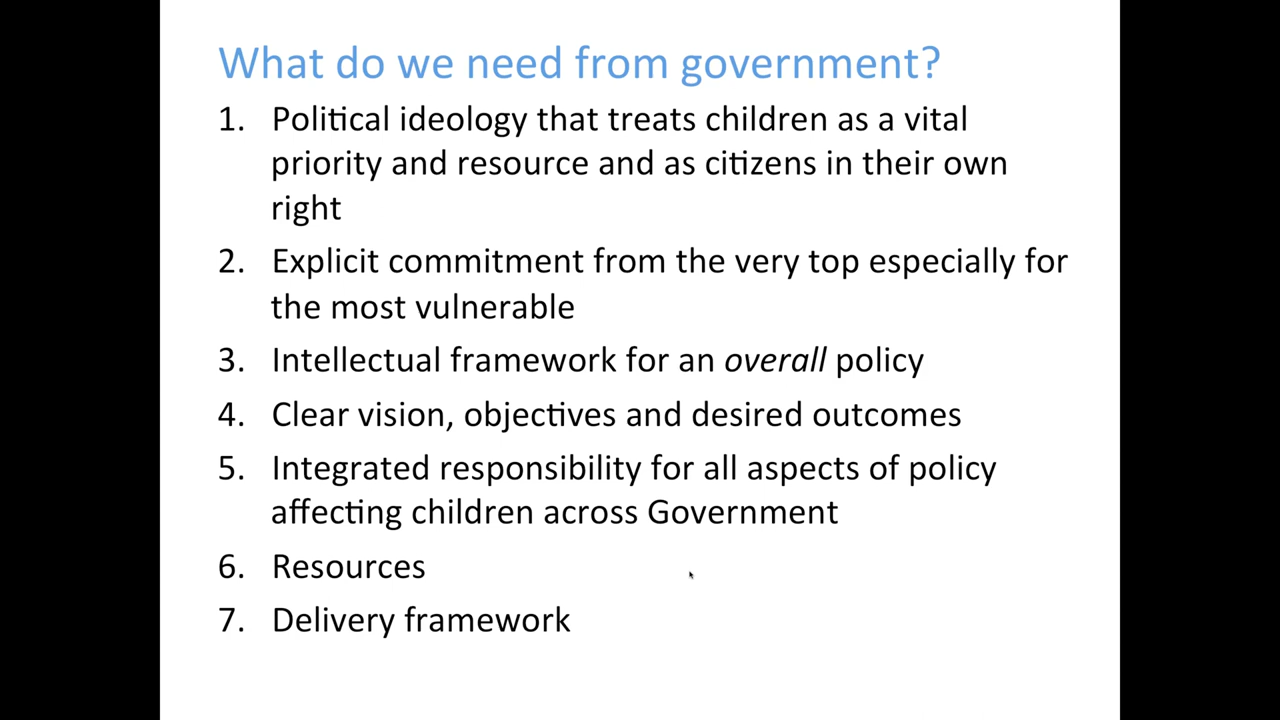 What do we need from government?
1. Political ideology that treats children as a vital
priority and resource and as citizens in their own
right
2. Explicit commitment from the very top especially for
the most vulnerable
3. Intellectual framework for an overall policy
4. Clear vision, objectives and desired outcomes
5. Integrated responsibility for all aspects of policy
affecting children across Government
6. Resources
7. Delivery framework